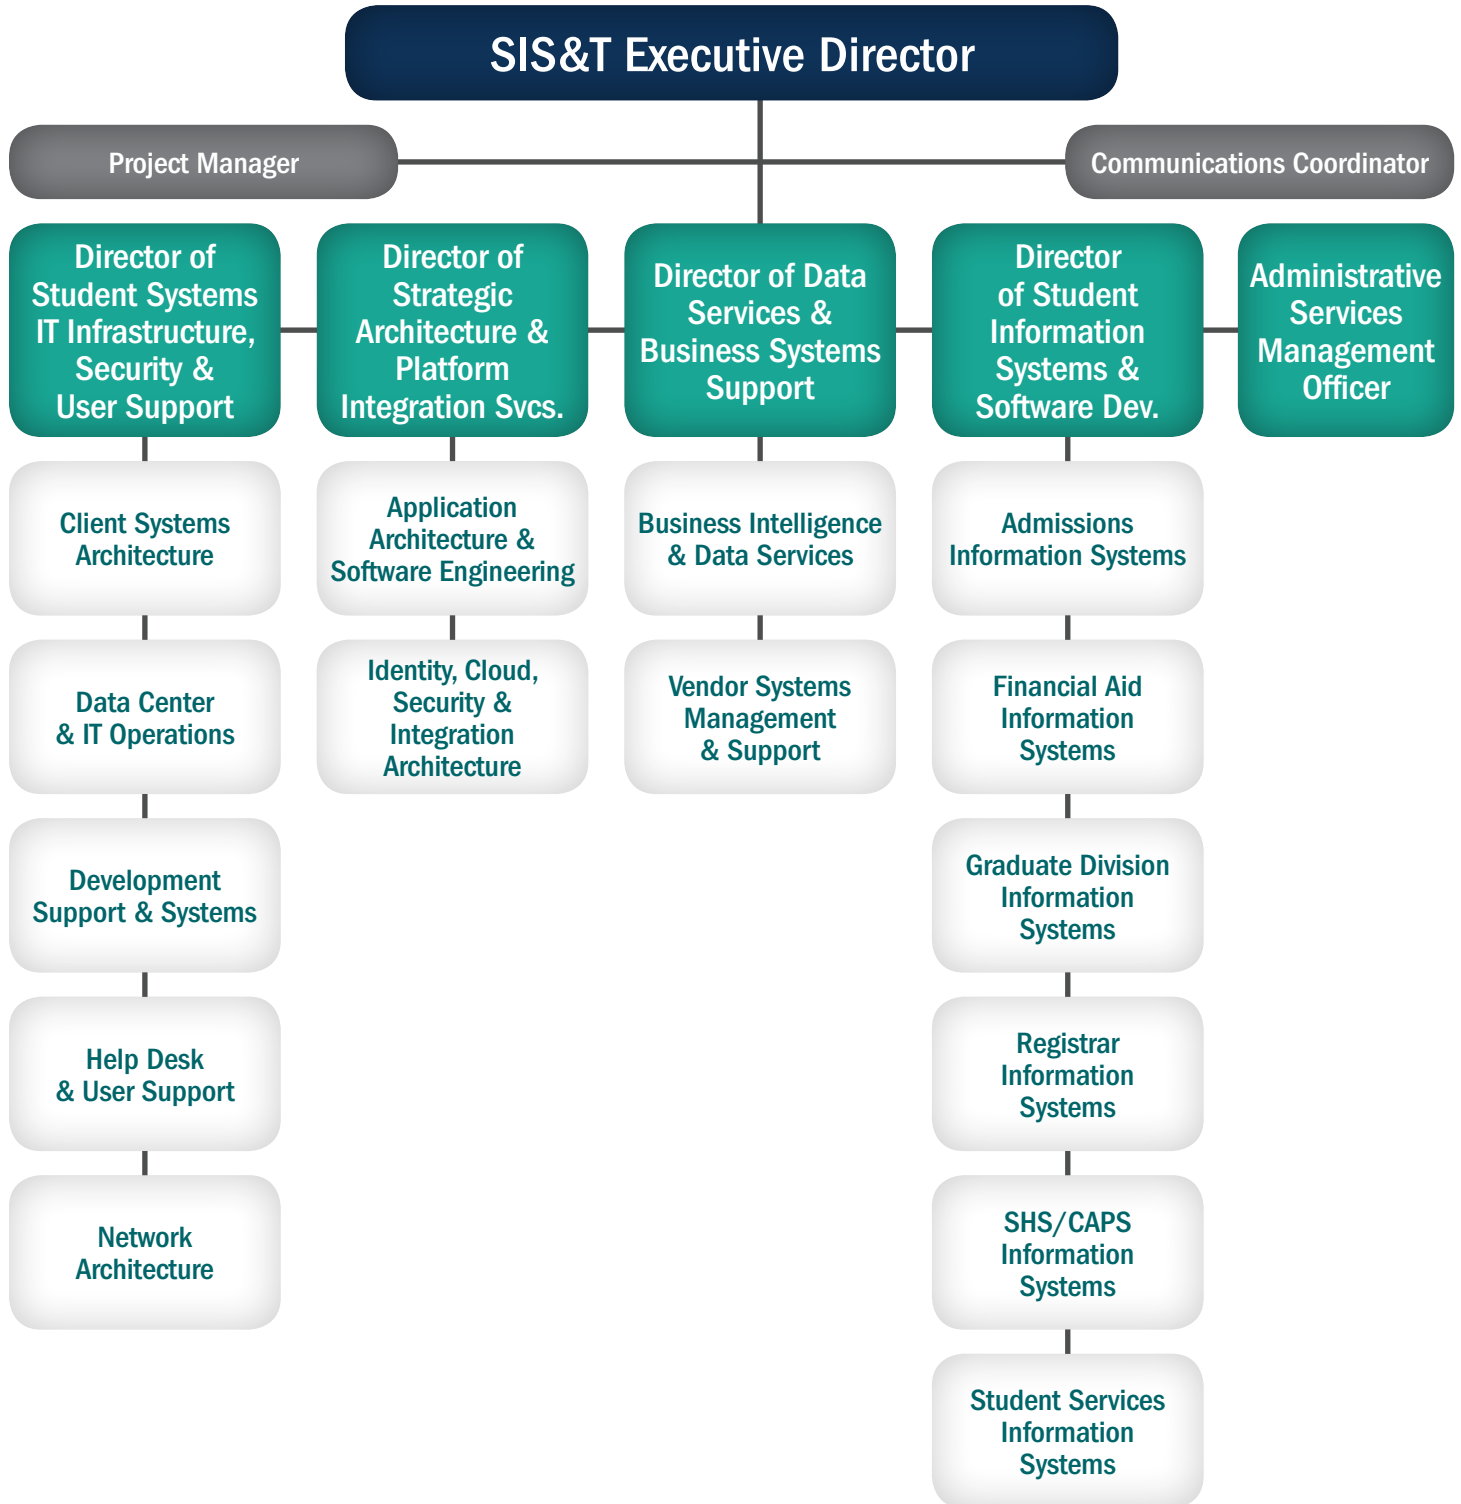 SIS&T Executive Director
Project Manager
Communications Coordinator
Director of
Student Systems
IT Infrastructure,
Security &
User Support
Director of
Strategic
Architecture &
Platform
Integration Svcs.
Director of Data
Services &
Business Systems
Support
Director
of Student
Information
Systems &
Software Dev.
Administrative
Services
Management
Officer
Client Systems
Architecture
Application
Architecture &
Software Engineering
Business Intelligence
& Data Services
Admissions
Information Systems
Data Center
& IT Operations
Identity, Cloud,
Security &
Integration
Architecture
Vendor Systems
Management
& Support
Financial Aid
Information
Systems
Development
Support & Systems
Graduate Division
Information
Systems
Help Desk
& User Support
Registrar
Information
Systems
Network
Architecture
SHS/CAPS
Information
Systems
Student Services
Information
Systems